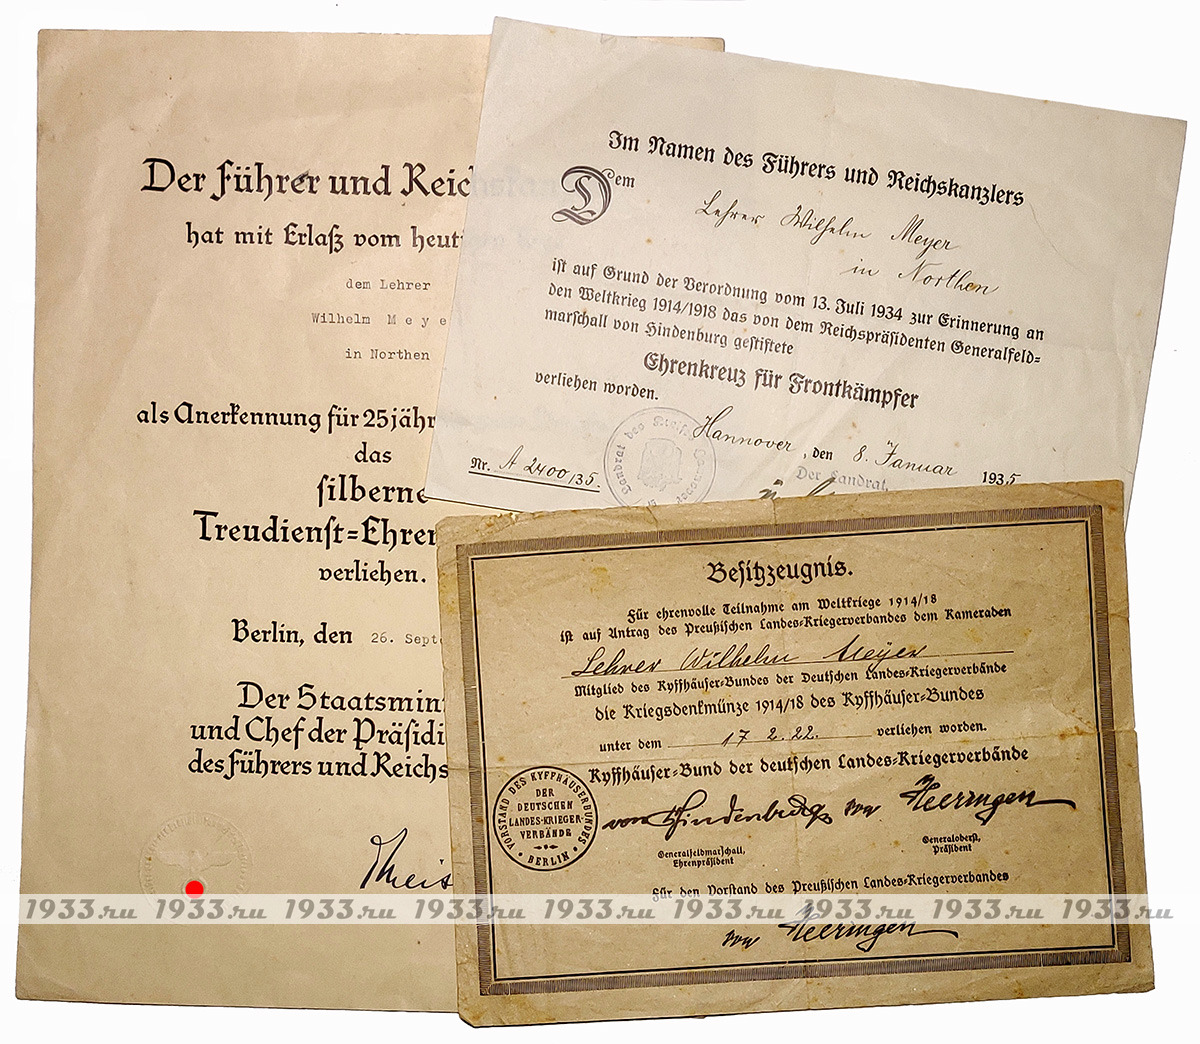 Der Führer und Reich
hat mit Erlaß vom heuti
dem Lehrer
Wilhelm Meye
in Northen
als Anerkennung für 25jähr
das
silberne
Treudienst=Ehren
verliehen.
Berlin, den 26. Septe
Der Staatsmini
und Chef der Präsidi
des Führers und Reichs
Im Namen des Führers und Reichskanzlers
Dem
Lehrer Wilhelm Meyer
in Northen
ist auf Grund der Verordnung vom 13. Juli 1934 zur Erinnerung an
den Weltkrieg 1914/1918 das von dem Reichspräsidenten Generalfeld=
marschall von Hindenburg gestiftete
Ehrenkreuz für Frontkämpfer
verliehen worden.
Hannover, den 8. Januar 1935
Nr. A 2400/35.
Der Landrat.
Landrat des Kreises Hannover
Besitzzeugnis.
Für ehrenvolle Teilnahme am Weltkriege 1914/18
ist auf Antrag des Preußischen Landes-Kriegerverbandes dem Kameraden
Lehrer Wilhelm Meyer
Mitglied des Kyffhäuser-Bundes der Deutschen Landes-Kriegerverbände
die Kriegsdenkmünze 1914/18 des Kyffhäuser-Bundes
unter dem 17 2. 22. verliehen worden.
Kyffhäuser-Bund der deutschen Landes-Kriegerverbände
VORSTAND DES KYFFHÄUSERBUNDES
DER
DEUTSCHEN
LANDES-KRIEGER-
VERBÄNDE
BERLIN
von Hindenburg von Heeringen
Generalfeldmarschall,
Ehrenpräsident
Generaloberst,
Präsident
Für den Vorstand des Preußischen Landes-Kriegerverbandes
von Heeringen
1933.ru 1933.ru 1933.ru 1933.ru 1933.ru 1933.ru 1933.ru 1933.ru 1933.ru